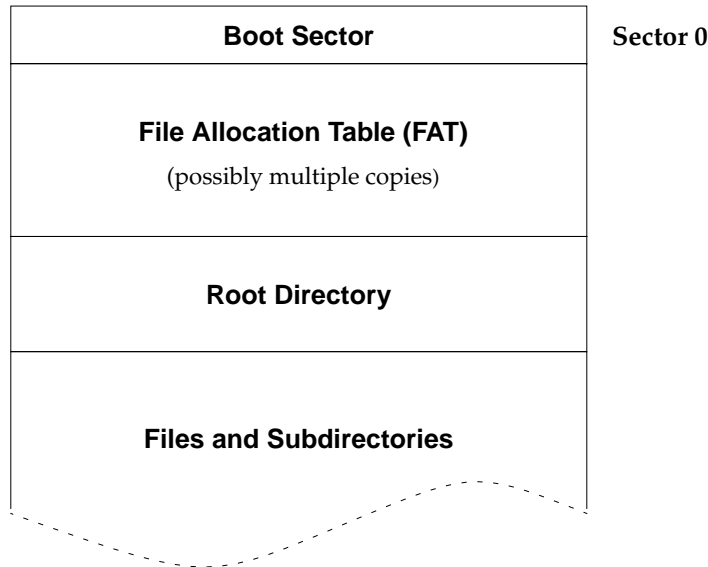 Boot Sector
Sector 0
File Allocation Table (FAT)
(possibly multiple copies)
Root Directory
Files and Subdirectories